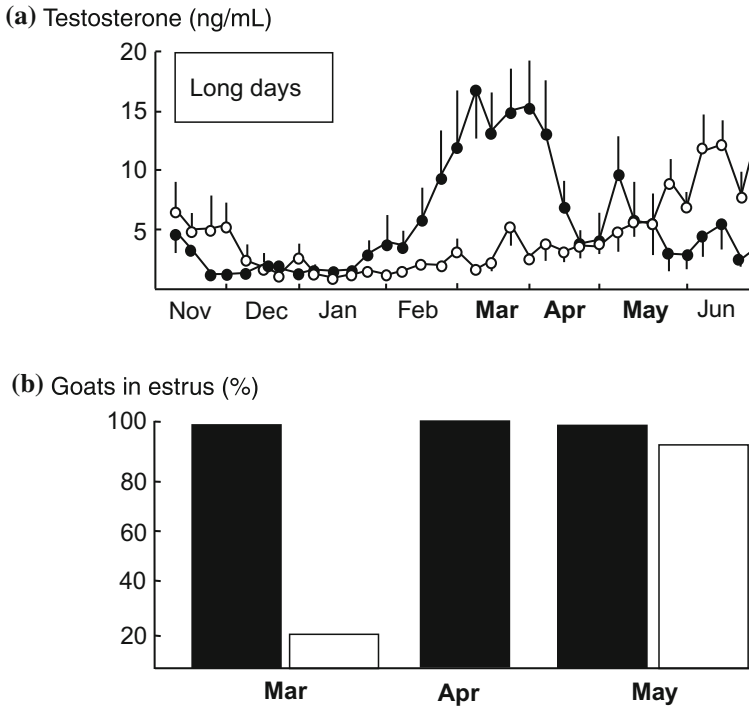 (a) Testosterone (ng/mL)
20
Long days
15
10
5
Nov Dec Jan Feb Mar Apr May Jun
(b) Goats in estrus (%)
100
80
60
40
20
Mar Apr May